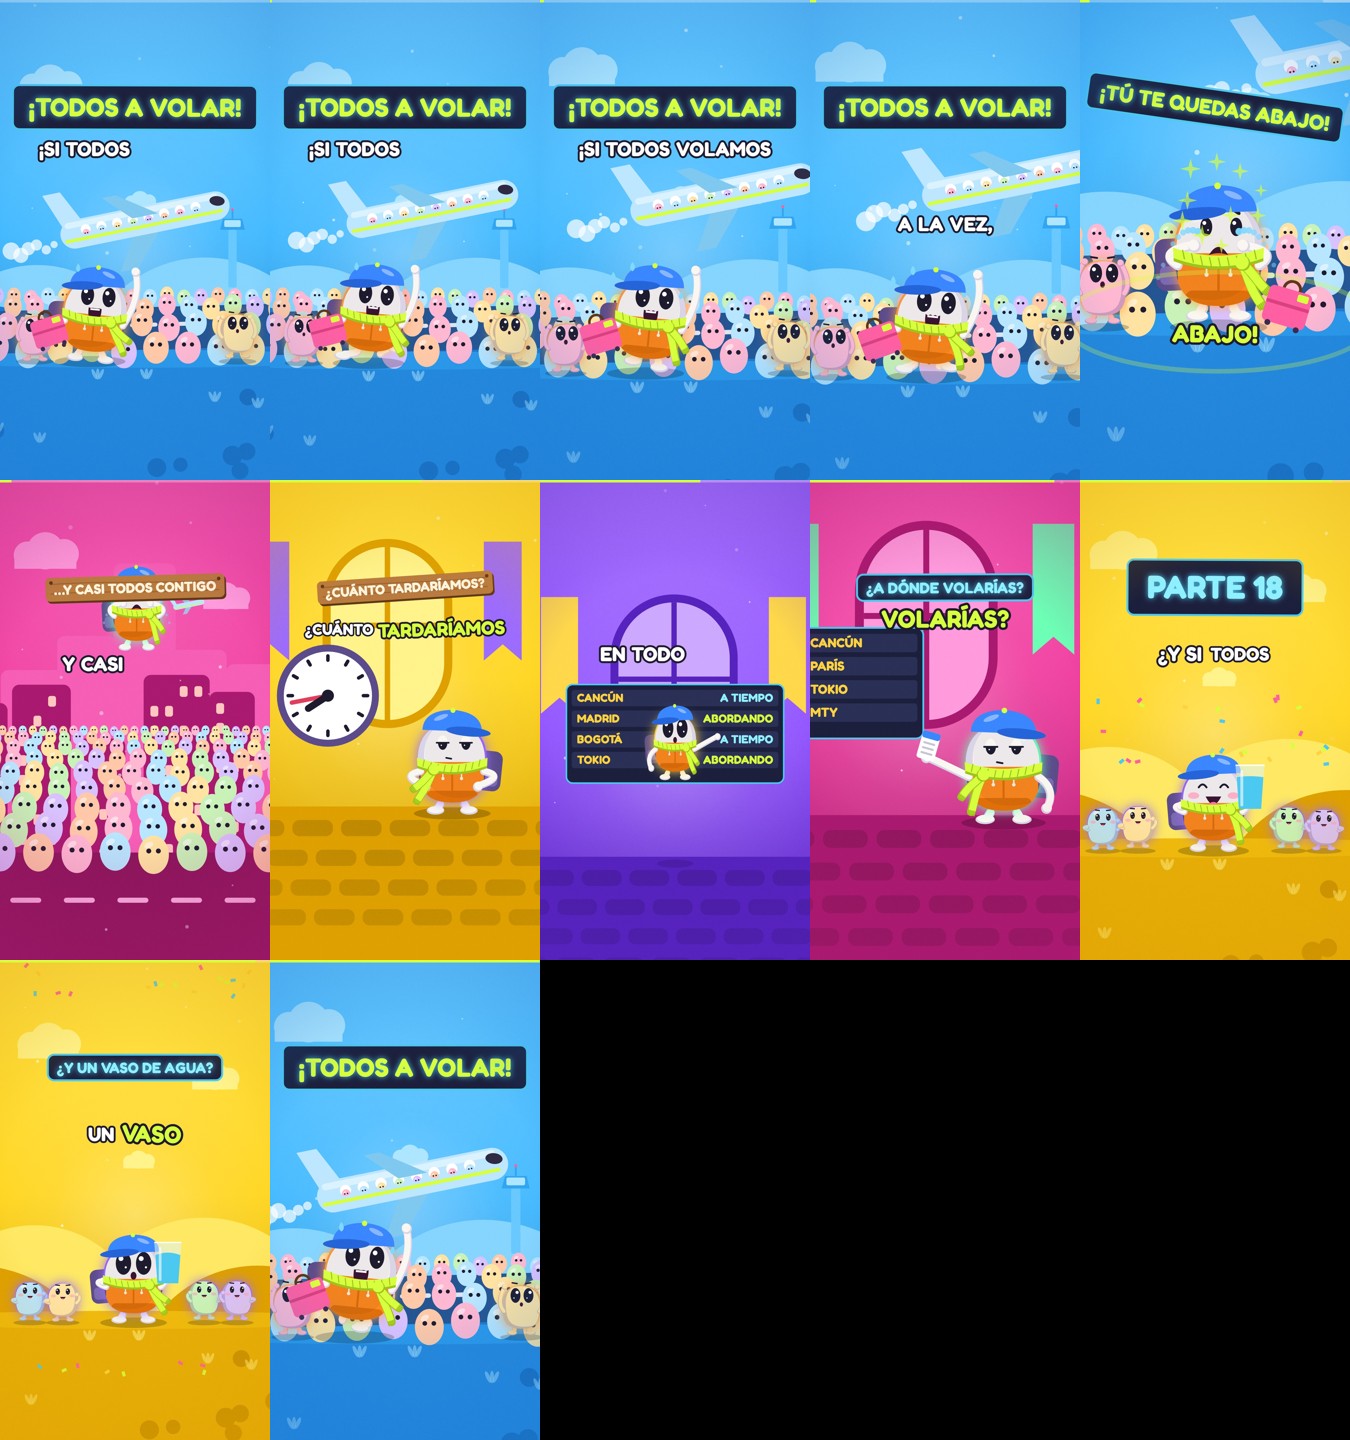 ¡TODOS A VOLAR!
¡SI TODOS
¡TODOS A VOLAR!
¡SI TODOS
¡TODOS A VOLAR!
¡SI TODOS VOLAMOS
¡TODOS A VOLAR!
A LA VEZ,
¡TÚ TE QUEDAS ABAJO!
ABAJO!
...Y CASI TODOS CONTIGO
Y CASI
¿CUÁNTO TARDARÍAMOS?
¿CUÁNTO TARDARÍAMOS
EN TODO
CANCÚN A TIEMPO
MADRID ABORDANDO
BOGOTÁ A TIEMPO
TOKIO ABORDANDO
¿A DÓNDE VOLARÍAS?
VOLARÍAS?
CANCÚN
PARÍS
TOKIO
MTY
PARTE 18
¿Y SI TODOS
¿Y UN VASO DE AGUA?
UN VASO
¡TODOS A VOLAR!